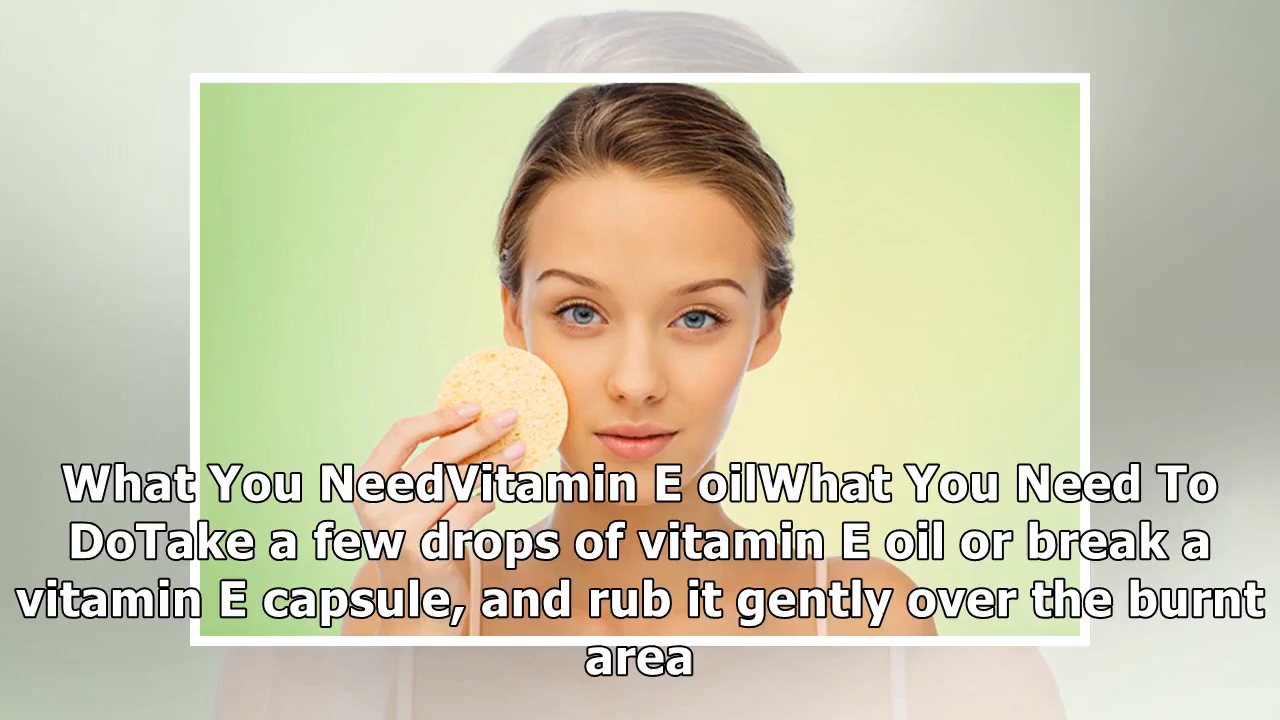 What You NeedVitamin E oilWhat You Need To
DoTake a few drops of vitamin E oil or break a
vitamin E capsule, and rub it gently over the burnt
area